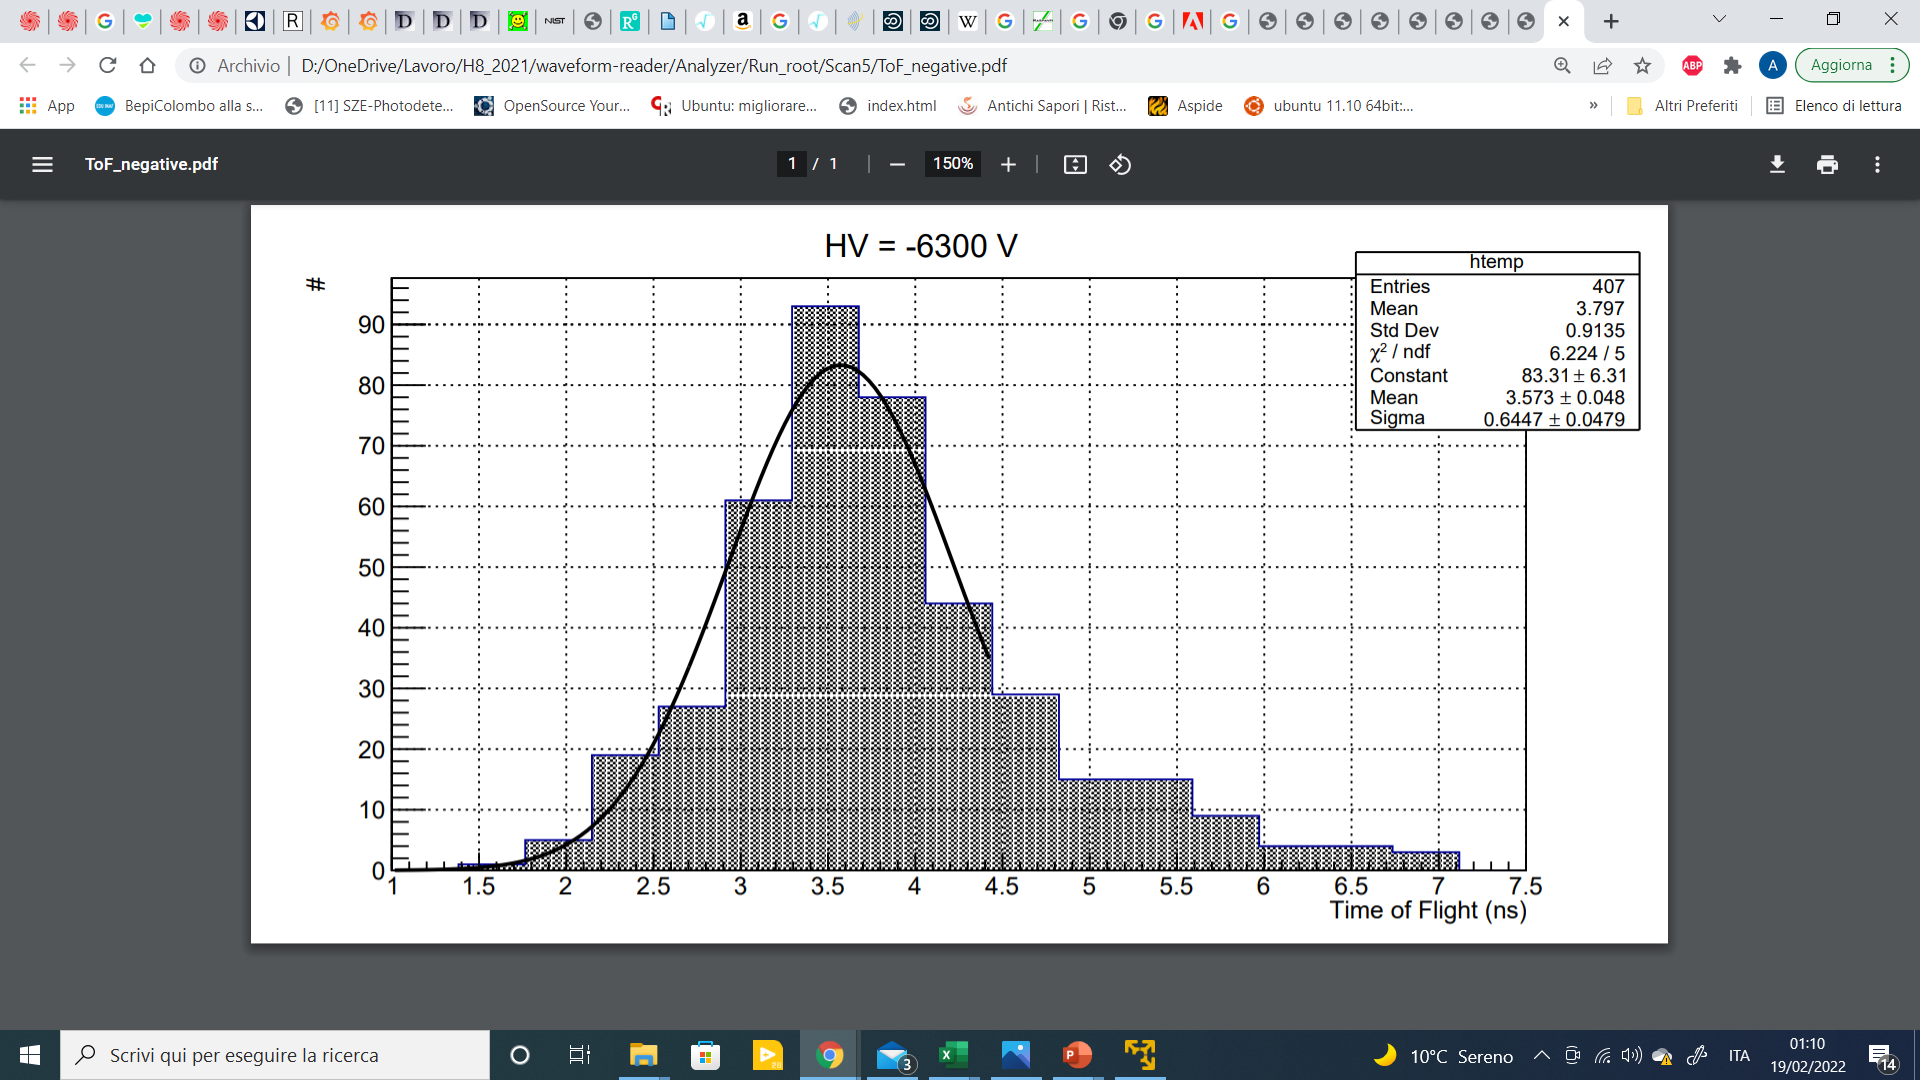 Archivio
D:/OneDrive/Lavoro/H8_2021/waveform-reader/Analyzer/Run_root/Scan5/ToF_negative.pdf
ABP
A
Aggiorna
App
BepiColombo alla s...
[11] SZE-Photodete...
OpenSource Your...
Ubuntu: migliorare...
index.html
Antichi Sapori | Rist...
Aspide
ubuntu 11.10 64bit:...
»
Altri Preferiti
Elenco di lettura
ToF_negative.pdf
1 / 1
150%
HV = -6300 V
#
htemp
Entries 407
Mean 3.797
Std Dev 0.9135
χ² / ndf 6.224 / 5
Constant 83.31 ± 6.31
Mean 3.573 ± 0.048
Sigma 0.6447 ± 0.0479
90
80
70
60
50
40
30
20
10
0
1 1.5 2 2.5 3 3.5 4 4.5 5 5.5 6 6.5 7 7.5
Time of Flight (ns)
Scrivi qui per eseguire la ricerca
3
10°C Sereno
ITA
01:10
19/02/2022
14